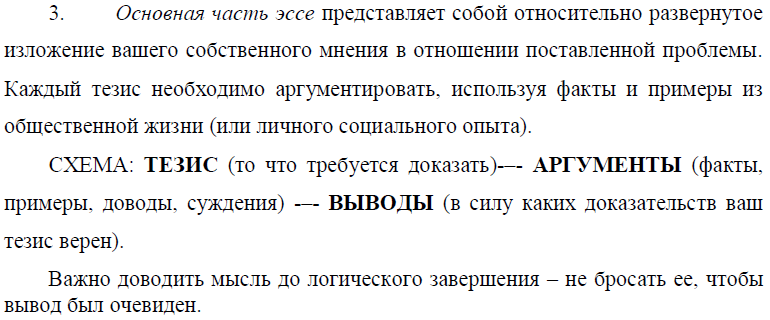 3. Основная часть эссе представляет собой относительно развернутое
изложение вашего собственного мнения в отношении поставленной проблемы.
Каждый тезис необходимо аргументировать, используя факты и примеры из
общественной жизни (или личного социального опыта).
СХЕМА: ТЕЗИС (то что требуется доказать)-–- АРГУМЕНТЫ (факты,
примеры, доводы, суждения) -–- ВЫВОДЫ (в силу каких доказательств ваш
тезис верен).
Важно доводить мысль до логического завершения – не бросать ее, чтобы
вывод был очевиден.